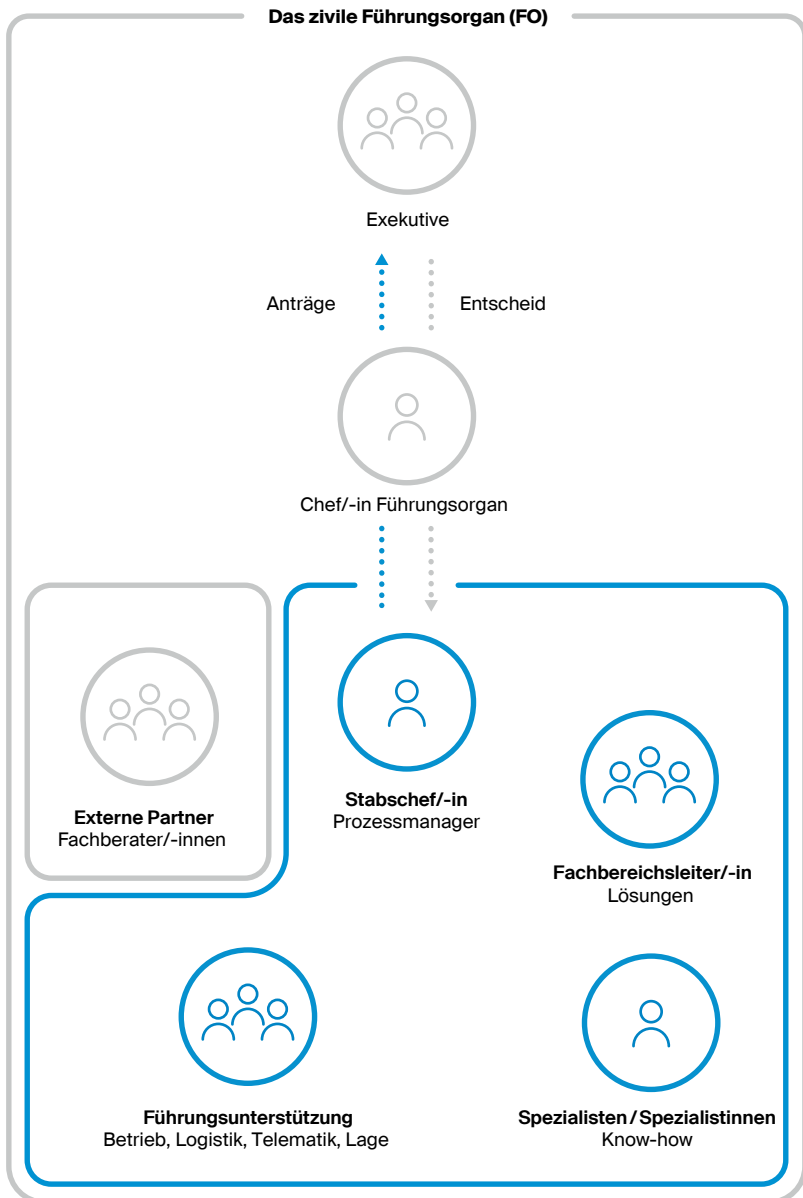 Das zivile Führungsorgan (FO)
Exekutive
Anträge
Entscheid
Chef/-in Führungsorgan
Externe Partner
Fachberater/-innen
Stabschef/-in
Prozessmanager
Fachbereichsleiter/-in
Lösungen
Führungsunterstützung
Betrieb, Logistik, Telematik, Lage
Spezialisten / Spezialistinnen
Know-how